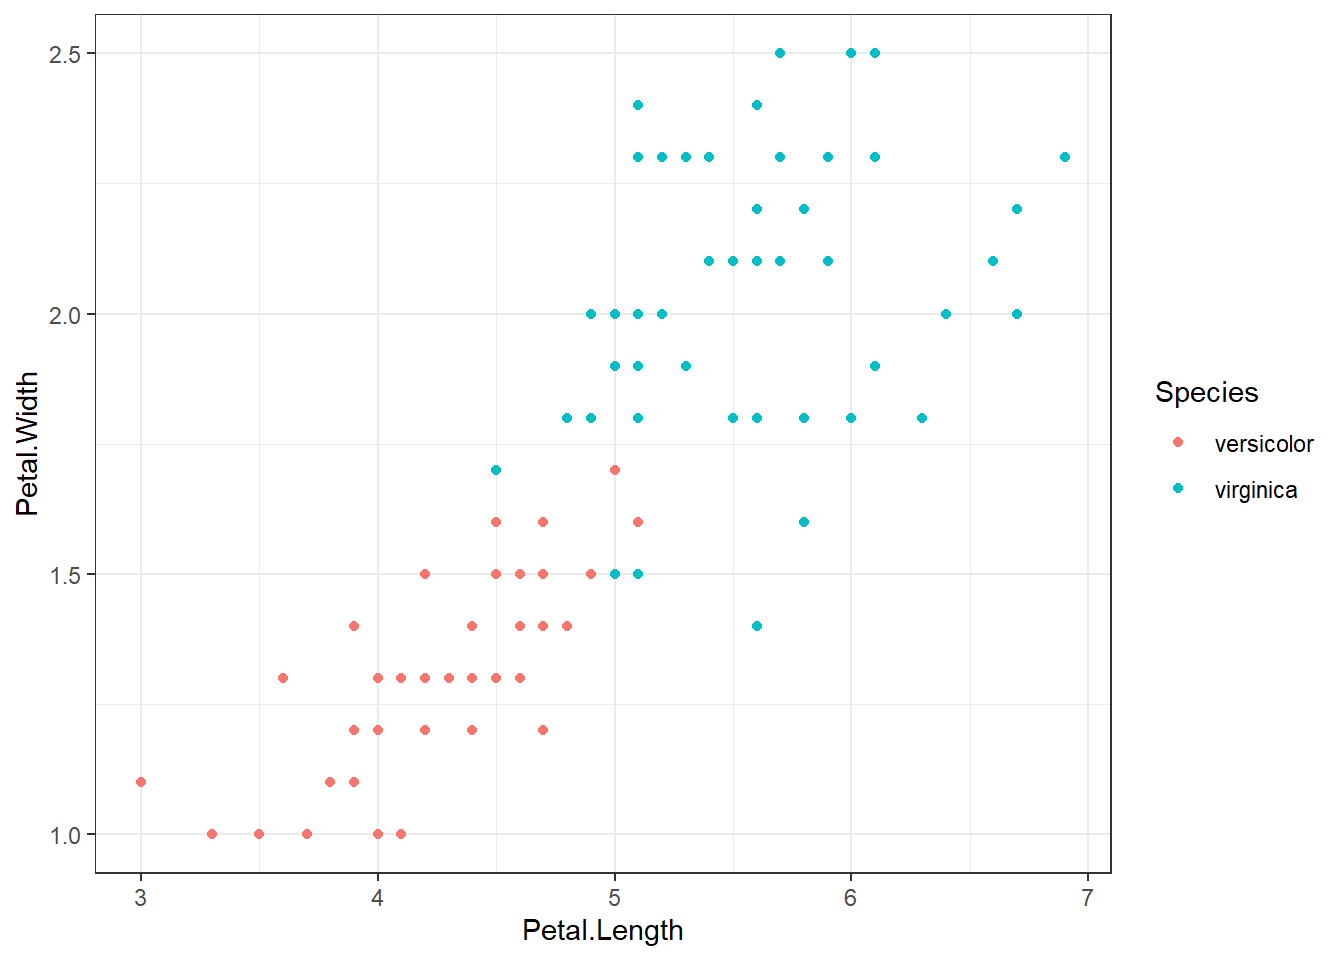 2.5
2.0
1.5
1.0
Petal.Width
3 4 5 6 7
Petal.Length
Species
versicolor
virginica